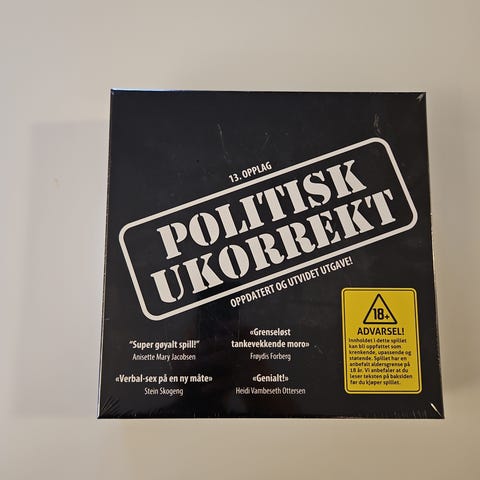 13. OPPLAG
POLITISK
UKORREKT
OPPDATERT OG UTVIDET UTGAVE!
“Super gøyalt spill!”
Anisette Mary Jacobsen
«Grenseløst
tankevekkende moro»
Frøydis Forberg
«Verbal-sex på en ny måte»
Stein Skogeng
«Genialt!»
Heidi Vambeseth Ottersen
18+
ADVARSEL!
Innholdet i dette spillet
kan bli oppfattet som
krenkende, upassende og
støtende. Spillet har en
anbefalt aldersgrense på
18 år. Vi anbefaler at du
leser teksten på baksiden
før du kjøper spillet.